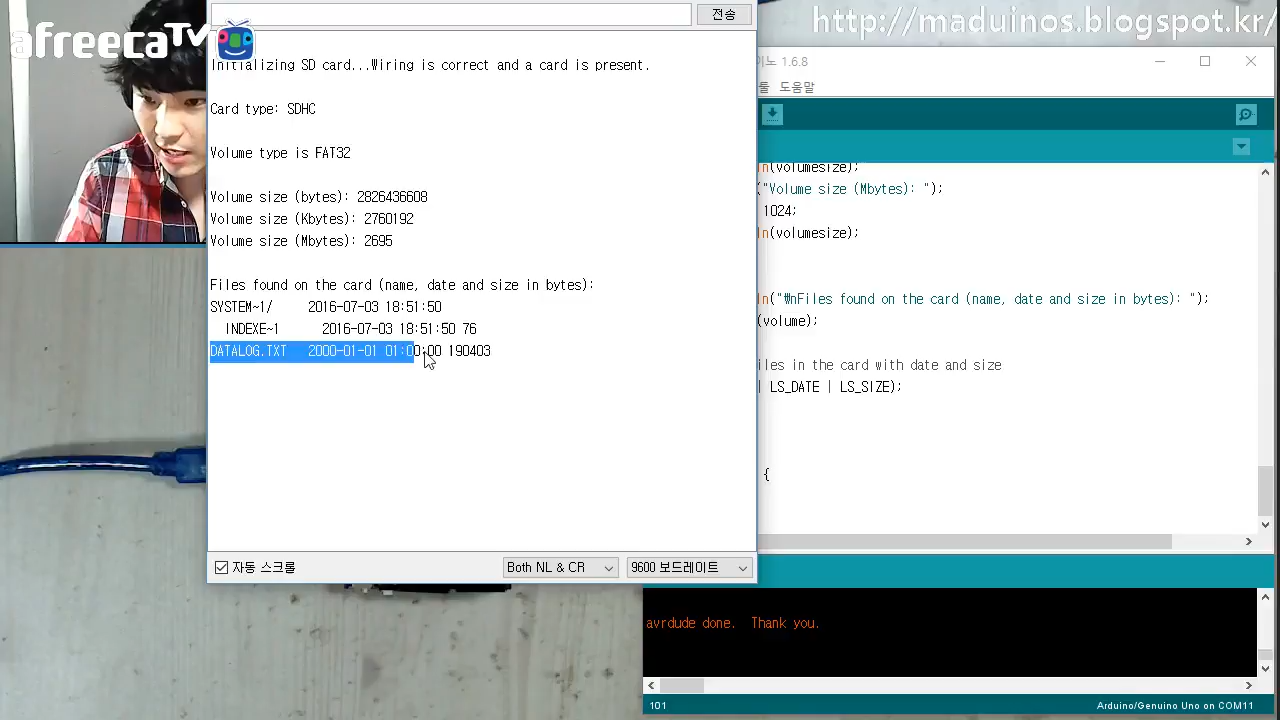 afreecaTV
http://maduinos.blogspot.kr/
전송
Initializing SD card...Wiring is correct and a card is present.
Card type: SDHC
Volume type is FAT32
Volume size (bytes): 2826436608
Volume size (Kbytes): 2760192
Volume size (Mbytes): 2695
Files found on the card (name, date and size in bytes):
SYSTEM~1/ 2016-07-03 18:51:50
INDEXE~1 2016-07-03 18:51:50 76
DATALOG.TXT 2000-01-01 01:00:00 190403
자동 스크롤
Both NL & CR
9600 보드레이트
노 1.6.8
툴 도움말
ln(volumesize);
("Volume size (Mbytes): ");
1024;
ln(volumesize);
ln("₩nFiles found on the card (name, date and size in bytes): ");
(volume);
iles in the card with date and size
| LS_DATE | LS_SIZE);
{
avrdude done. Thank you.
101
Arduino/Genuino Uno on COM11